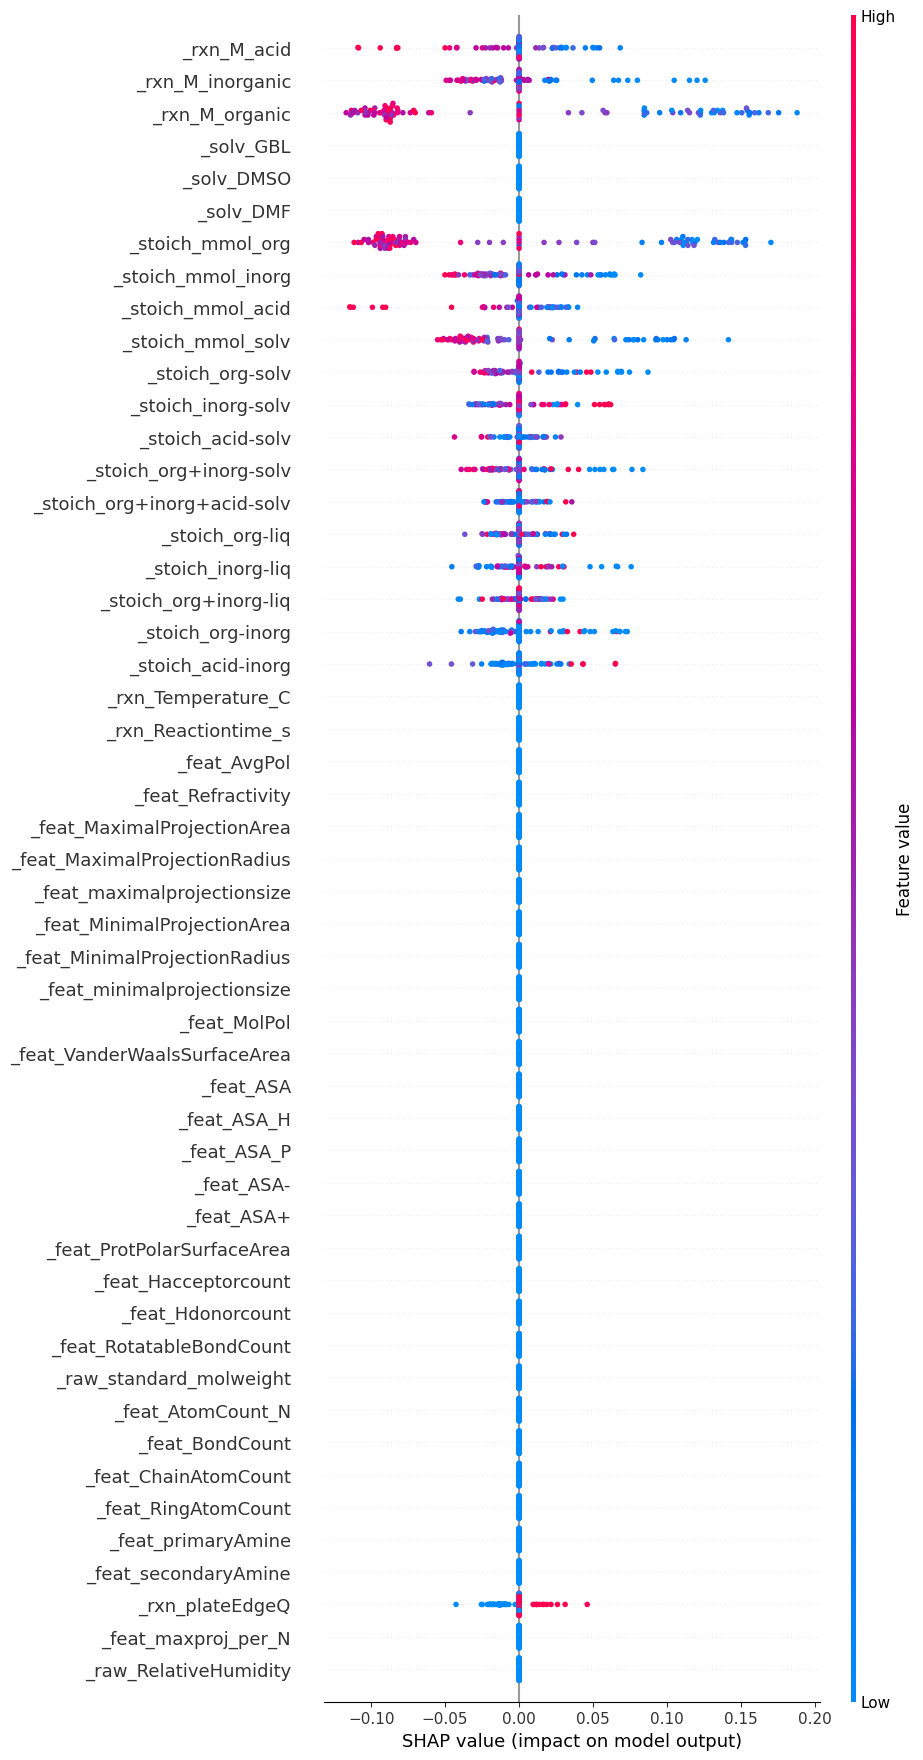 High
_rxn_M_acid
_rxn_M_inorganic
_rxn_M_organic
_solv_GBL
_solv_DMSO
_solv_DMF
_stoich_mmol_org
_stoich_mmol_inorg
_stoich_mmol_acid
_stoich_mmol_solv
_stoich_org-solv
_stoich_inorg-solv
_stoich_acid-solv
_stoich_org+inorg-solv
_stoich_org+inorg+acid-solv
_stoich_org-liq
_stoich_inorg-liq
_stoich_org+inorg-liq
_stoich_org-inorg
_stoich_acid-inorg
_rxn_Temperature_C
_rxn_Reactiontime_s
_feat_AvgPol
_feat_Refractivity
_feat_MaximalProjectionArea
_feat_MaximalProjectionRadius
_feat_maximalprojectionsize
_feat_MinimalProjectionArea
_feat_MinimalProjectionRadius
_feat_minimalprojectionsize
_feat_MolPol
_feat_VanderWaalsSurfaceArea
_feat_ASA
_feat_ASA_H
_feat_ASA_P
_feat_ASA-
_feat_ASA+
_feat_ProtPolarSurfaceArea
_feat_Hacceptorcount
_feat_Hdonorcount
_feat_RotatableBondCount
_raw_standard_molweight
_feat_AtomCount_N
_feat_BondCount
_feat_ChainAtomCount
_feat_RingAtomCount
_feat_primaryAmine
_feat_secondaryAmine
_rxn_plateEdgeQ
_feat_maxproj_per_N
_raw_RelativeHumidity
Feature value
Low
−0.10 −0.05 0.00 0.05 0.10 0.15 0.20
SHAP value (impact on model output)